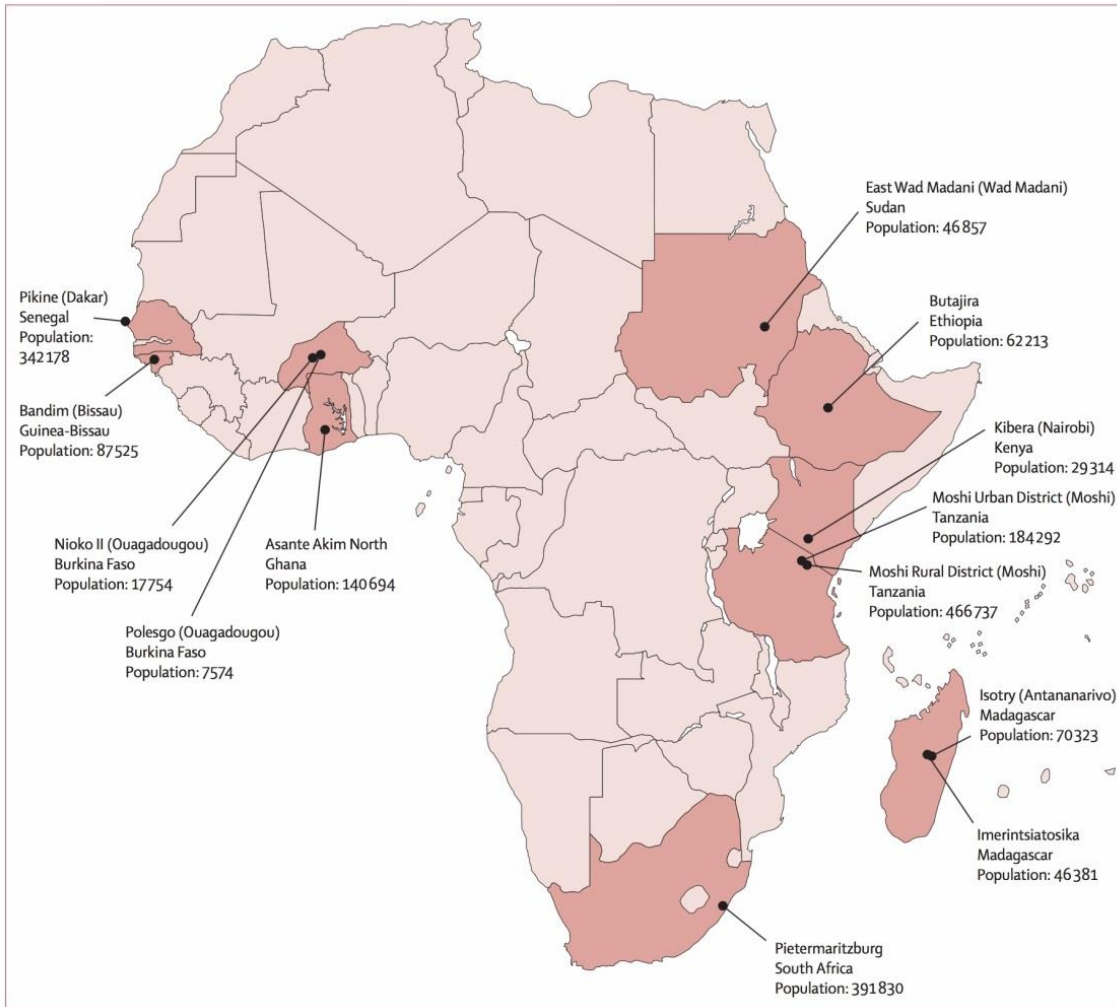 East Wad Madani (Wad Madani)
Sudan
Population: 46 857
Butajira
Ethiopia
Population: 62 213
Pikine (Dakar)
Senegal
Population:
342 178
Bandim (Bissau)
Guinea-Bissau
Population: 87 525
Kibera (Nairobi)
Kenya
Population: 29 314
Moshi Urban District (Moshi)
Tanzania
Population: 184 292
Nioko II (Ouagadougou)
Burkina Faso
Population: 17 754
Asante Akim North
Ghana
Population: 140 694
Moshi Rural District (Moshi)
Tanzania
Population: 466 737
Polesgo (Ouagadougou)
Burkina Faso
Population: 7574
Isotry (Antananarivo)
Madagascar
Population: 70 323
Imerintsiatosika
Madagascar
Population: 46 381
Pietermaritzburg
South Africa
Population: 391 830